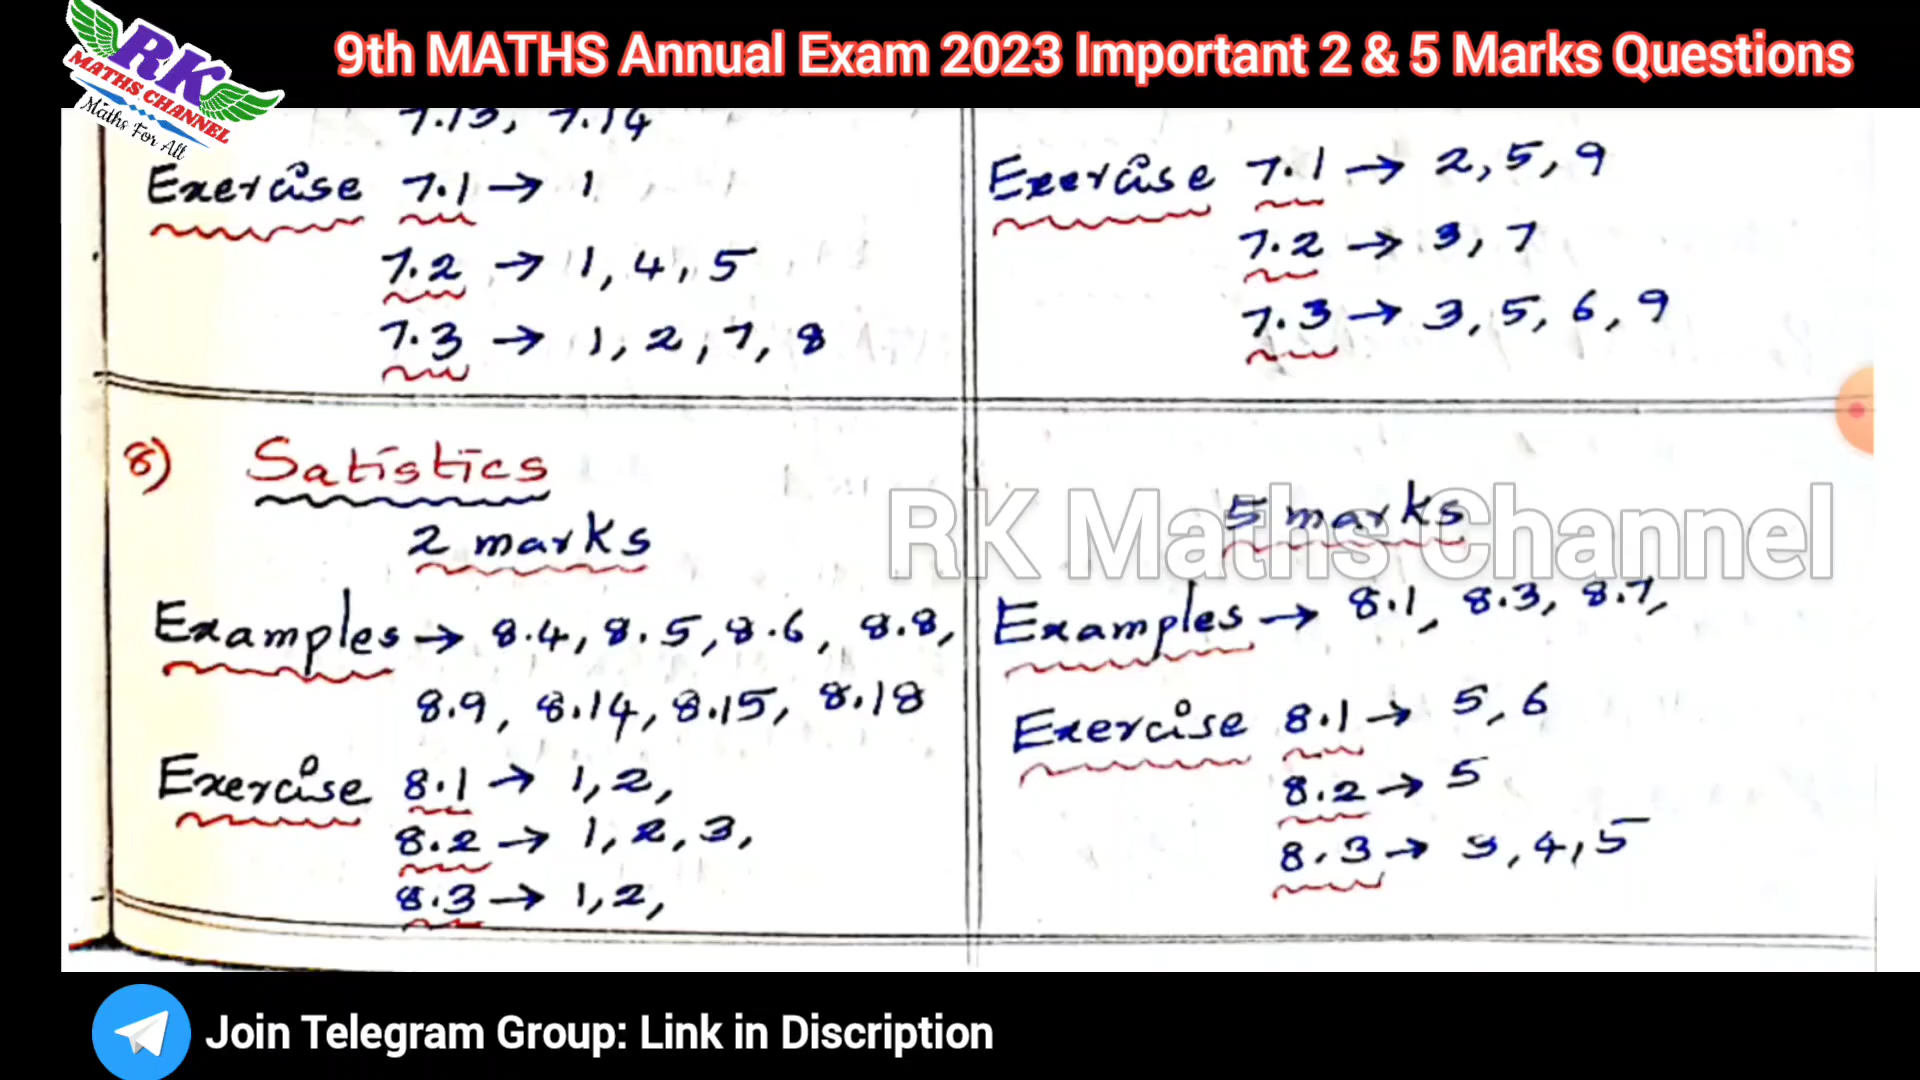 RK
MATHS CHANNEL
Maths For All
9th MATHS Annual Exam 2023 Important 2 & 5 Marks Questions
7.13, 7.14
Exercise 7.1 → 1
7.2 → 1, 4, 5
7.3 → 1, 2, 7, 8
Exercise 7.1 → 2, 5, 9
7.2 → 3, 7
7.3 → 3, 5, 6, 9
8) Satistics
2 marks
Examples → 8.4, 8.5, 8.6, 8.8,
8.9, 8.14, 8.15, 8.18
Exercise 8.1 → 1, 2,
8.2 → 1, 2, 3,
8.3 → 1, 2,
5 marks
RK Maths Channel
Examples → 8.1, 8.3, 8.7,
Exercise 8.1 → 5, 6
8.2 → 5
8.3 → 3, 4, 5
Join Telegram Group: Link in Discription